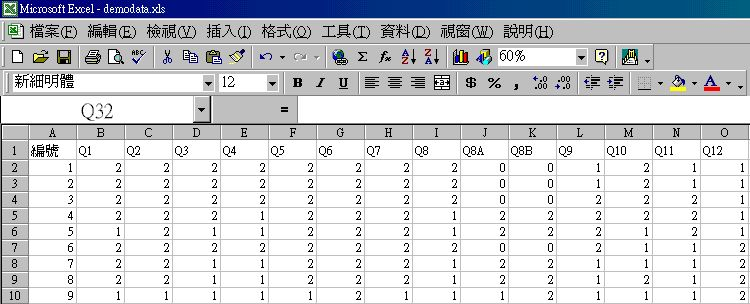 Microsoft Excel - demodata.xls
檔案(F) 編輯(E) 檢視(V) 插入(I) 格式(O) 工具(T) 資料(D) 視窗(W) 說明(H)
ABC Σ fx A Z Z A 60% ?
新細明體 12 B I U $ % , A
Q32 =
A B C D E F G H I J K L M N O
1 編號 Q1 Q2 Q3 Q4 Q5 Q6 Q7 Q8 Q8A Q8B Q9 Q10 Q11 Q12
2 1 2 2 2 2 2 2 2 2 0 0 1 2 1 1
3 2 2 2 2 2 2 2 2 2 0 0 1 2 1 1
4 3 2 2 2 2 2 2 2 2 0 0 2 2 2 1
5 4 2 2 2 1 2 2 2 1 2 2 2 2 2 1
6 5 1 2 1 1 2 2 2 1 2 2 1 1 2 1
7 6 2 2 2 2 2 2 2 2 0 0 2 1 1 2
8 7 2 2 1 1 2 2 2 1 2 2 1 1 1 2
9 8 2 2 1 1 2 2 2 1 2 2 1 1 2 2
10 9 1 1 1 1 1 2 1 1 1 2 1 1 2 2